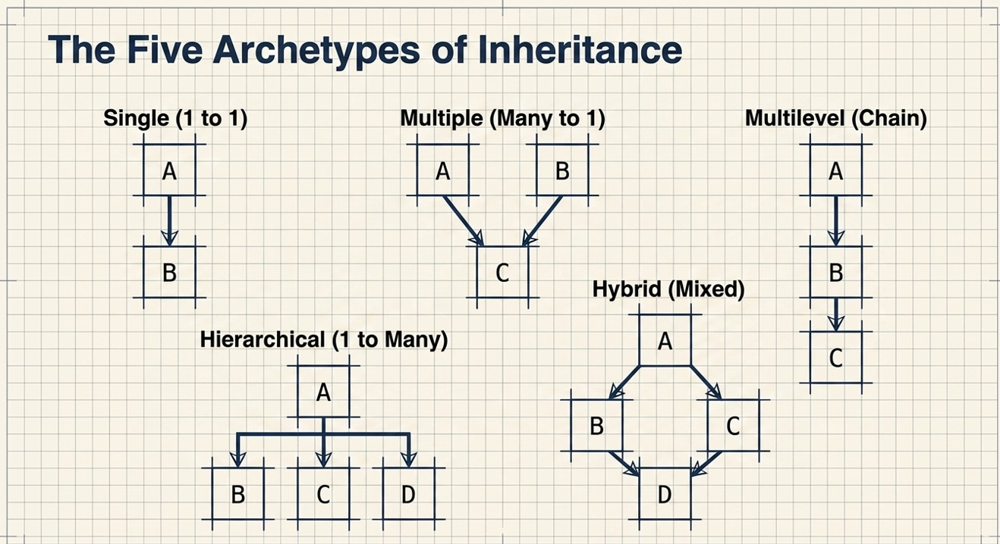 The Five Archetypes of Inheritance
Single (1 to 1)
A
B
Multiple (Many to 1)
A B
C
Multilevel (Chain)
A
B
C
Hierarchical (1 to Many)
A
B C D
Hybrid (Mixed)
A
B C
D